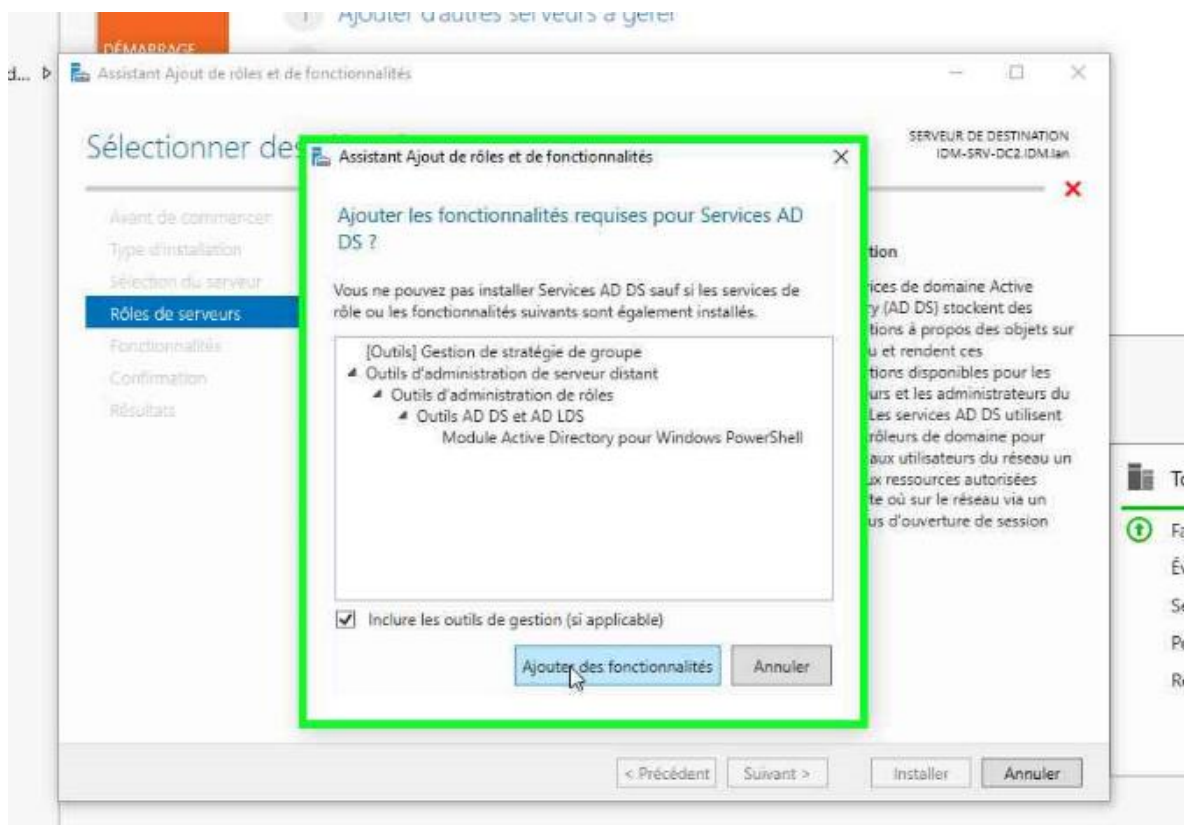 1 Ajouter d'autres serveurs à gérer
DÉMARRAGE
d...
Assistant Ajout de rôles et de fonctionnalités
Sélectionner des
SERVEUR DE DESTINATION
IDM-SRV-DC2.IDM.lan
Avant de commencer
Type d'installation
Sélection du serveur
Rôles de serveurs
Fonctionnalités
Confirmation
Résultats
Assistant Ajout de rôles et de fonctionnalités
Ajouter les fonctionnalités requises pour Services AD
DS ?
Vous ne pouvez pas installer Services AD DS sauf si les services de
rôle ou les fonctionnalités suivants sont également installés.
[Outils] Gestion de stratégie de groupe
Outils d'administration de serveur distant
Outils d'administration de rôles
Outils AD DS et AD LDS
Module Active Directory pour Windows PowerShell
Inclure les outils de gestion (si applicable)
Ajouter des fonctionnalités
Annuler
tion
ices de domaine Active
y (AD DS) stockent des
tions à propos des objets sur
u et rendent ces
tions disponibles pour les
urs et les administrateurs du
Les services AD DS utilisent
rôleurs de domaine pour
aux utilisateurs du réseau un
ux ressources autorisées
te où sur le réseau via un
us d'ouverture de session
< Précédent
Suivant >
Installer
Annuler
To
Fa
Év
Se
Pe
Re